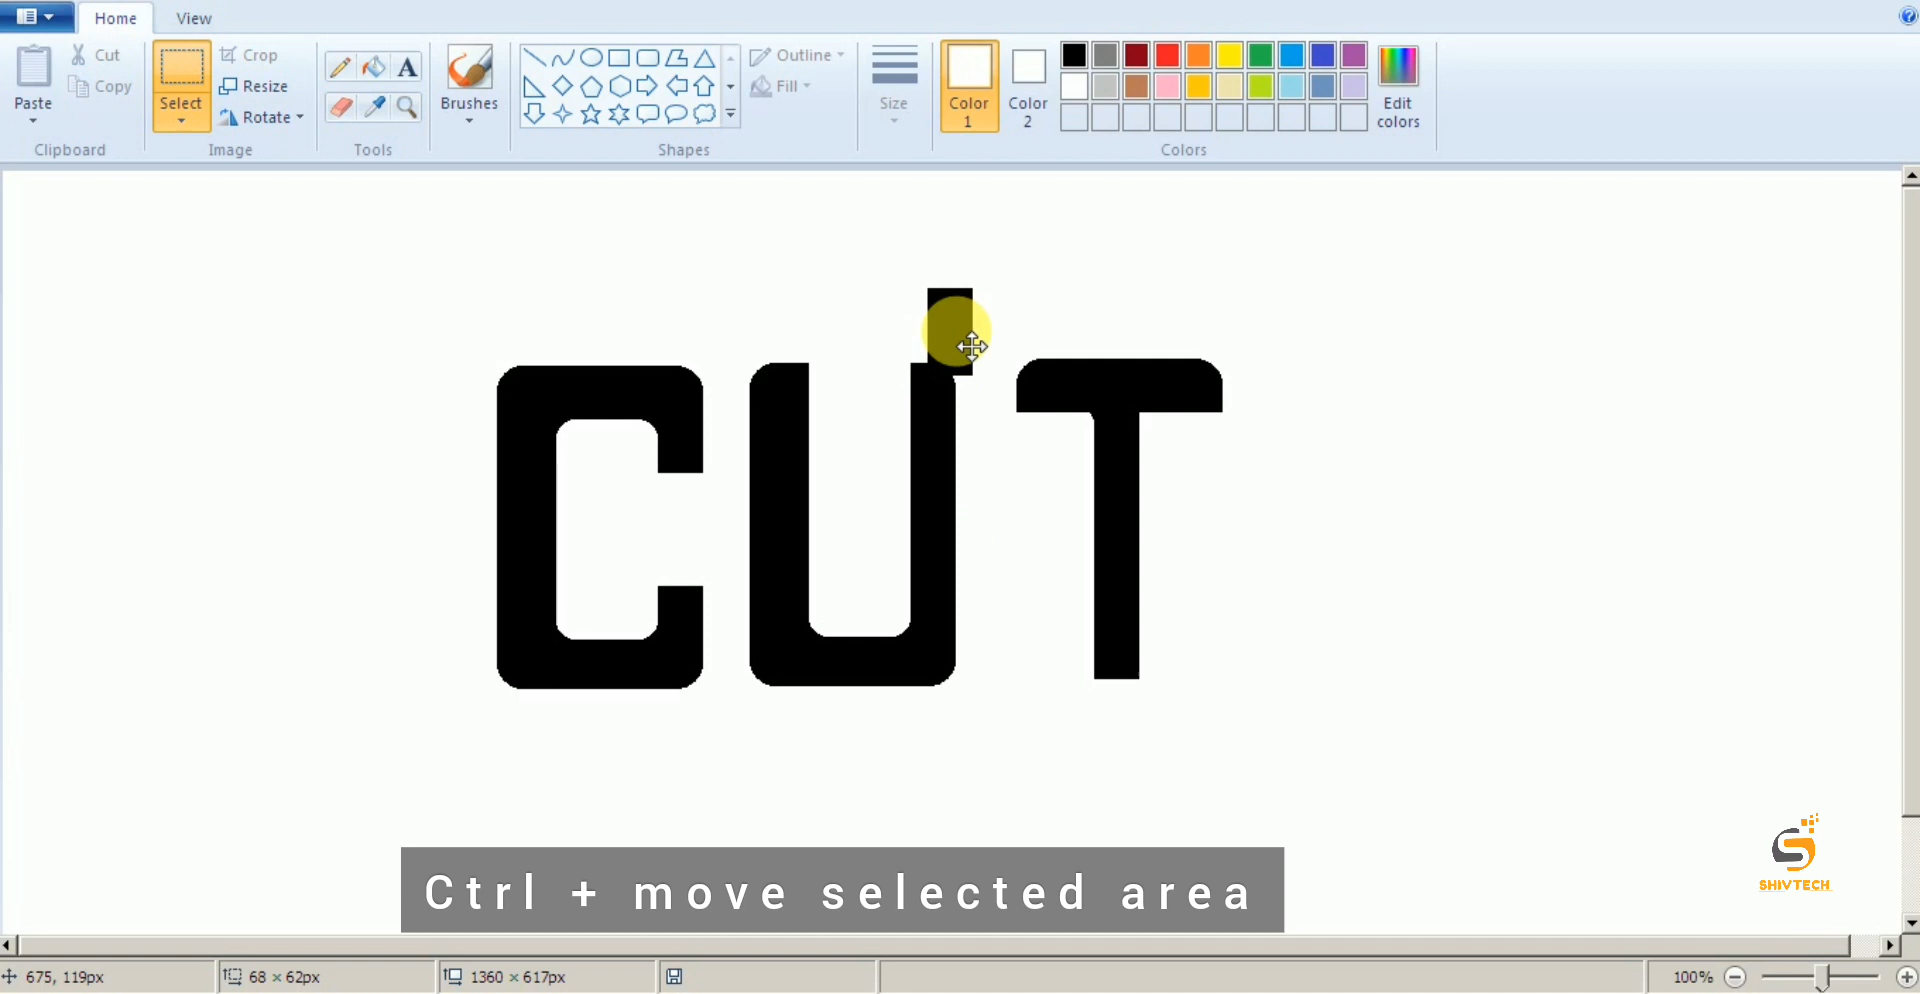 Home View
Cut
Copy
Paste
Clipboard
Select
Crop
Resize
Rotate
Image
A
Tools
Brushes
Shapes
Outline
Fill
Size
Color 1
Color 2
Edit colors
Colors
CUT
Ctrl + move selected area
SHIVTECH
675, 119px
68 × 62px
1360 × 617px
100%